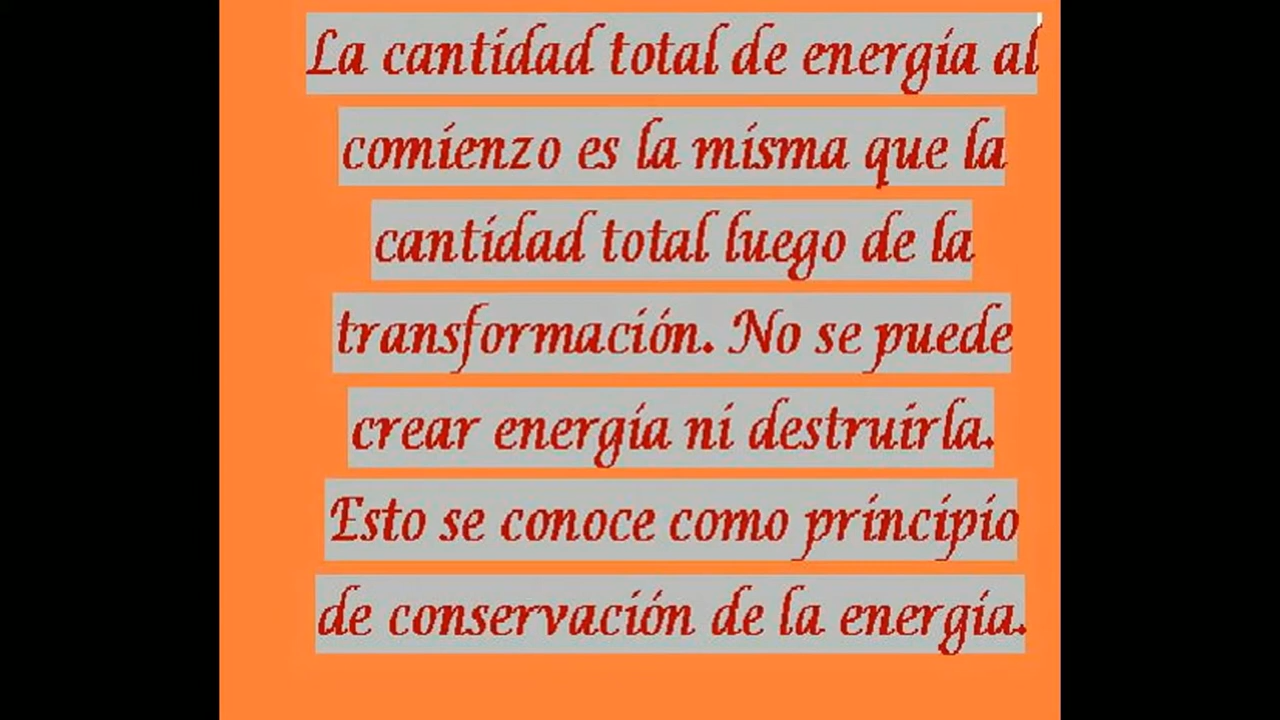 La cantidad total de energía al
comienzo es la misma que la
cantidad total luego de la
transformación. No se puede
crear energía ni destruirla.
Esto se conoce como principio
de conservación de la energía.